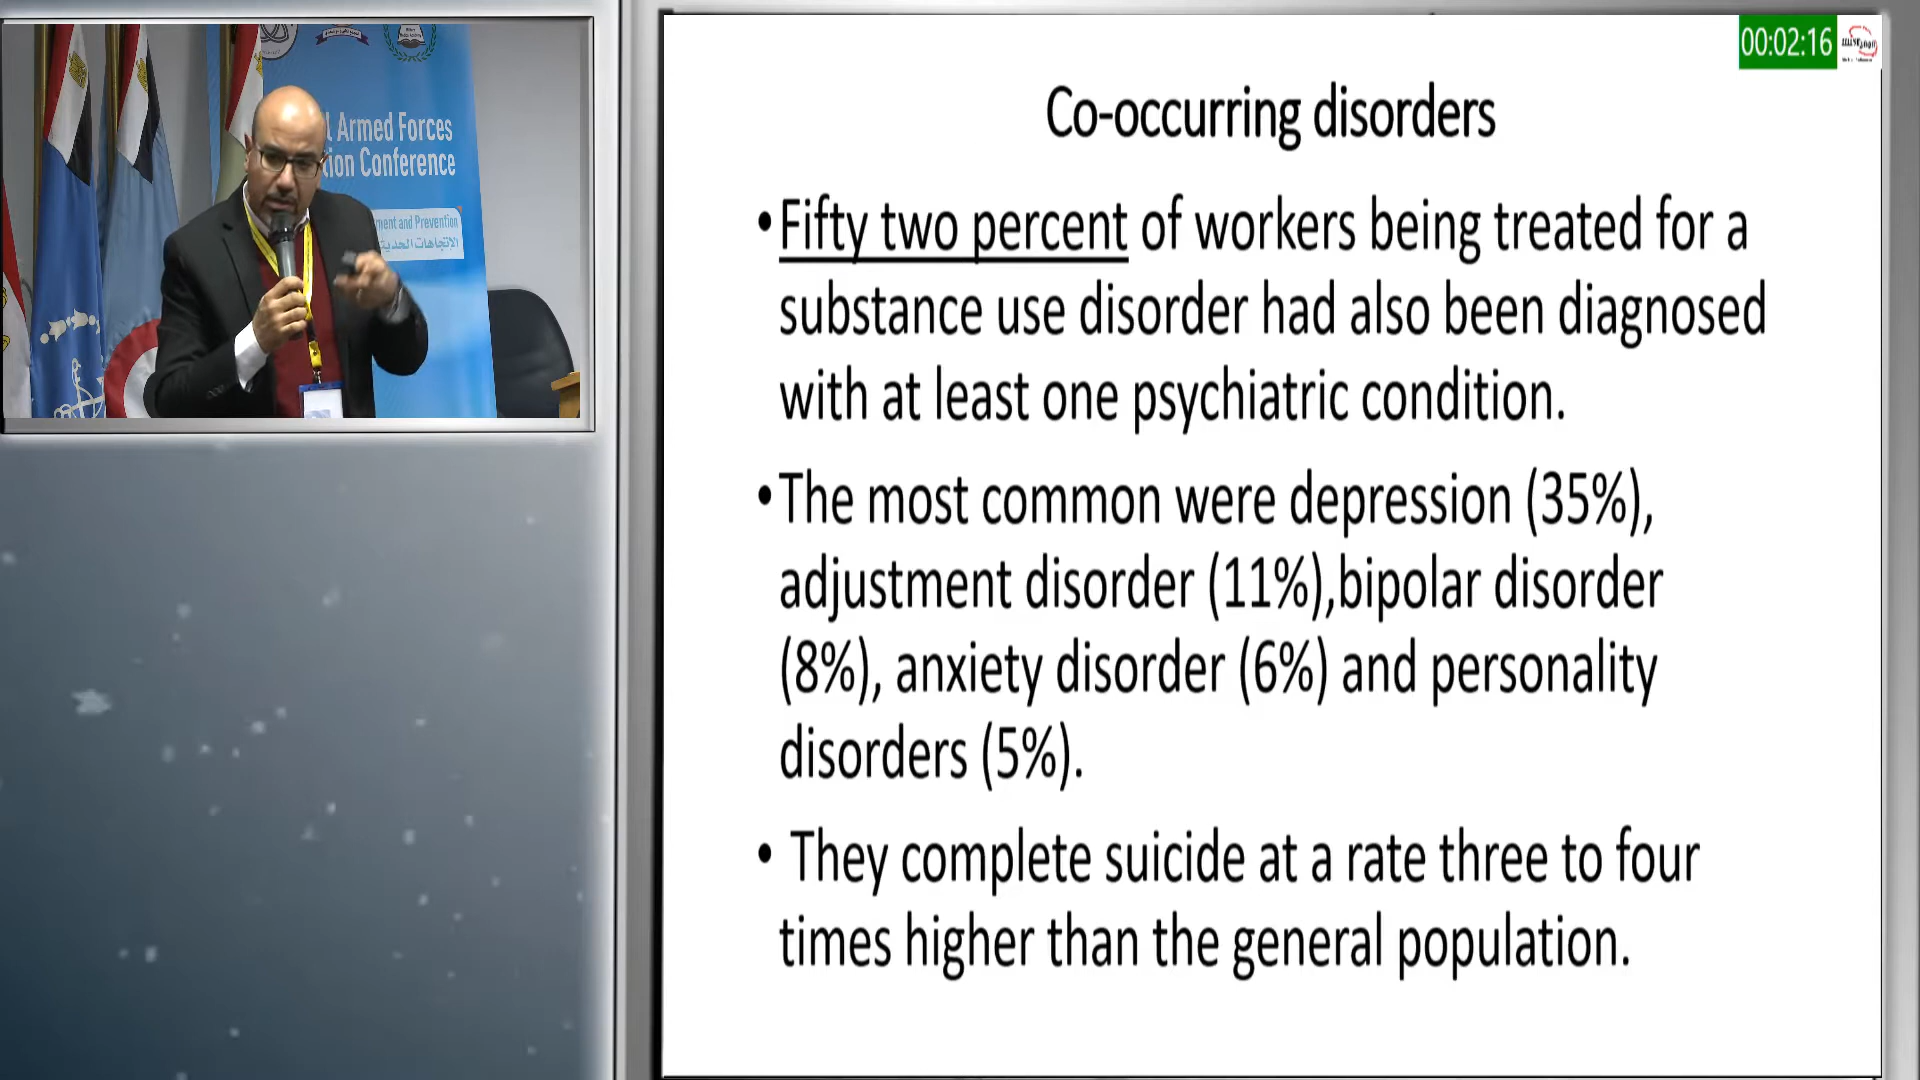 l Armed Forces
tion Conference
ment and Prevention
الاتجاهات الحديثة
00:02:16
Co-occurring disorders
•Fifty two percent of workers being treated for a
substance use disorder had also been diagnosed
with at least one psychiatric condition.
•The most common were depression (35%),
adjustment disorder (11%),bipolar disorder
(8%), anxiety disorder (6%) and personality
disorders (5%).
• They complete suicide at a rate three to four
times higher than the general population.